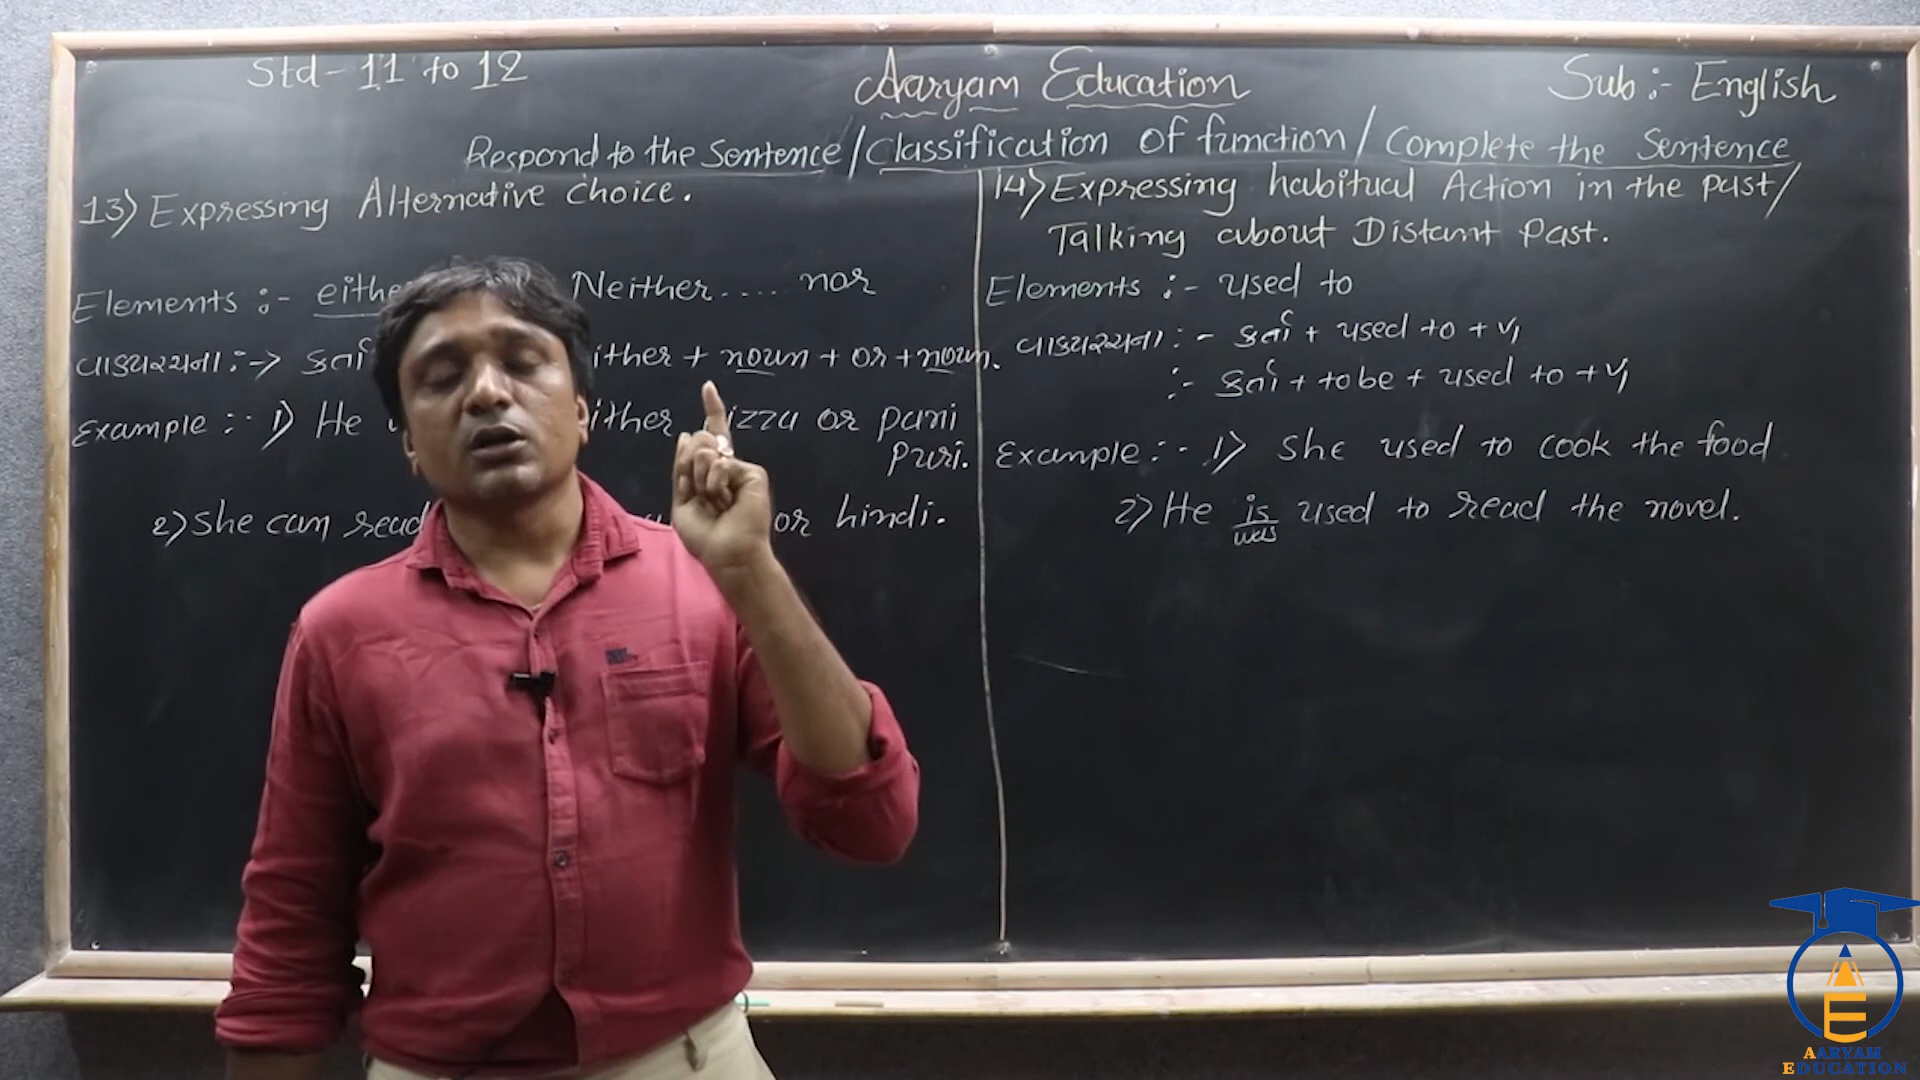 Std - 11 to 12
Aaryam Education
Sub :- English
Respond to the Sentence / Classification of function / Complete the Sentence
13) Expressing Alternative choice.
Elements :- Neither .... nor
વાક્યરચના :→ + noun + or + noun.
Example :- 1) He or pani
puri.
2) she can read or hindi.
14) Expressing habitual Action in the past /
Talking about Distant past.
Elements :- used to
વાક્યરચના :- કર્તા + used to + V1
:- કર્તા + to be + used to + V1
Example :- 1) she used to cook the food
2) He is used to read the novel.
was
AARYAM
EDUCATION